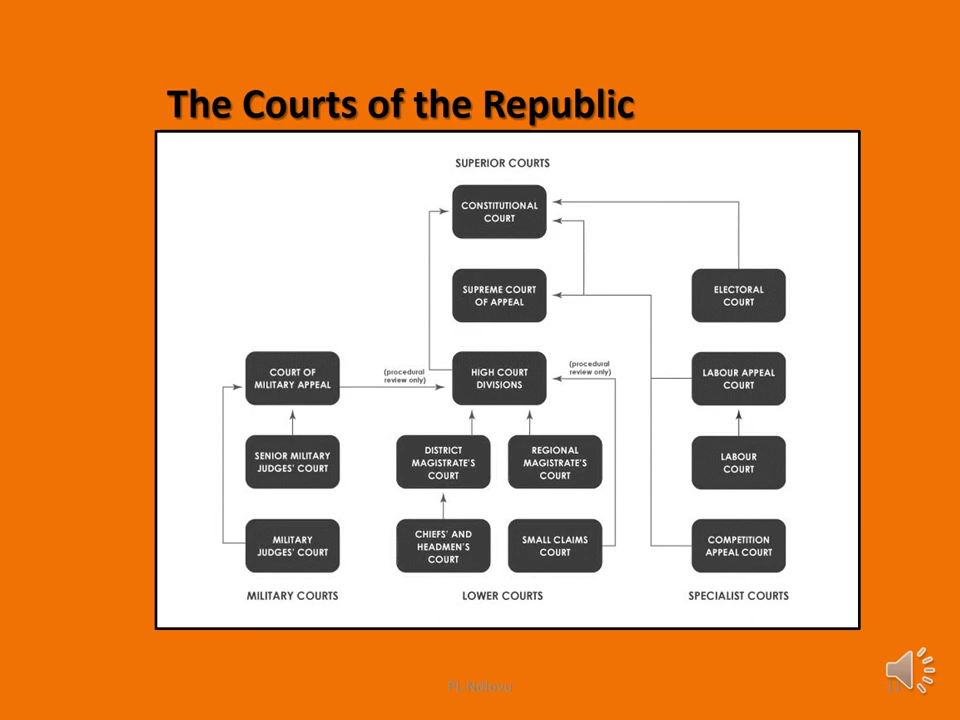 The Courts of the Republic
SUPERIOR COURTS
CONSTITUTIONAL
COURT
SUPREME COURT
OF APPEAL
ELECTORAL
COURT
COURT OF
MILITARY APPEAL
(procedural
review only)
HIGH COURT
DIVISIONS
(procedural
review only)
LABOUR APPEAL
COURT
SENIOR MILITARY
JUDGES' COURT
DISTRICT
MAGISTRATE'S
COURT
REGIONAL
MAGISTRATE'S
COURT
LABOUR
COURT
MILITARY
JUDGES' COURT
CHIEFS' AND
HEADMEN'S
COURT
SMALL CLAIMS
COURT
COMPETITION
APPEAL COURT
MILITARY COURTS
LOWER COURTS
SPECIALIST COURTS
PL Ndlovu